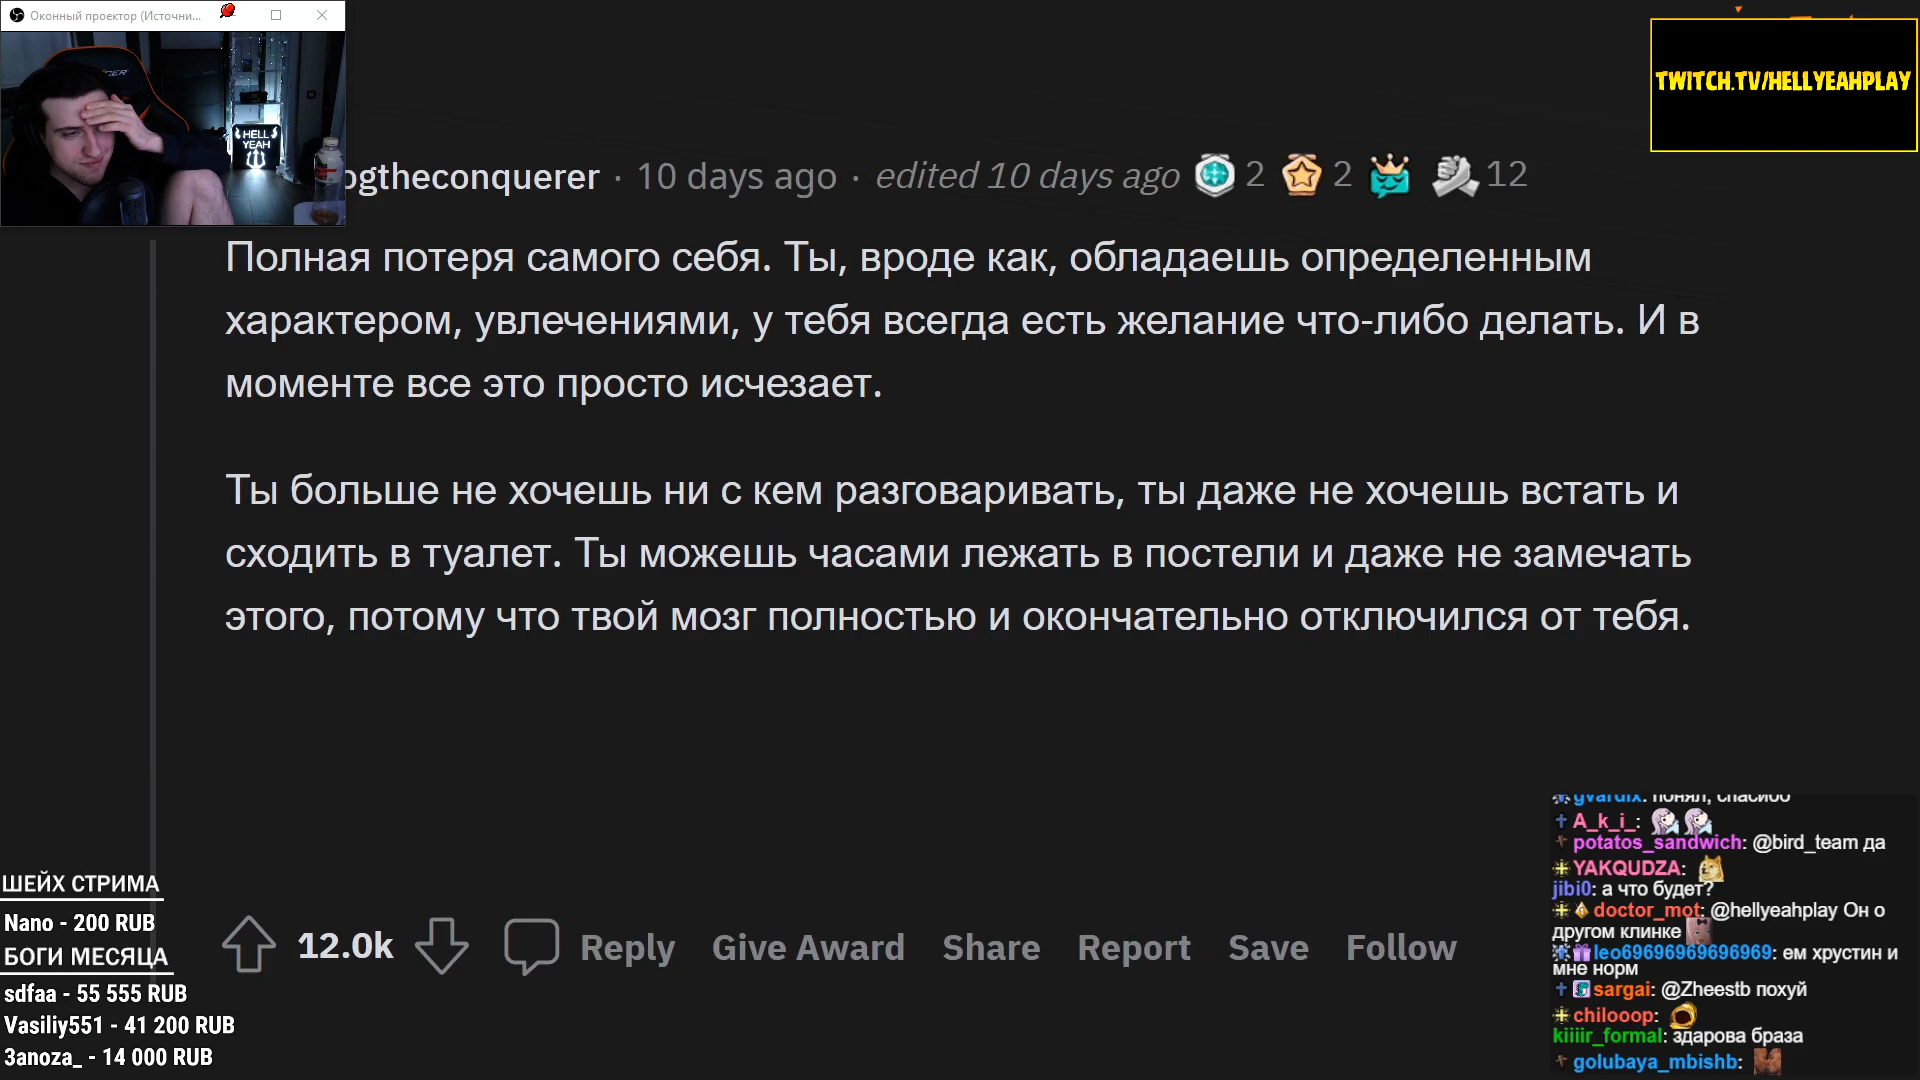 Оконный проектор (Источни...
TWITCH.TV/HELLYEAHPLAY
HELL
YEAH
ogtheconquerer · 10 days ago · edited 10 days ago 2 2 12
Полная потеря самого себя. Ты, вроде как, обладаешь определенным
характером, увлечениями, у тебя всегда есть желание что-либо делать. И в
моменте все это просто исчезает.
Ты больше не хочешь ни с кем разговаривать, ты даже не хочешь встать и
сходить в туалет. Ты можешь часами лежать в постели и даже не замечать
этого, потому что твой мозг полностью и окончательно отключился от тебя.
12.0k Reply Give Award Share Report Save Follow
ШЕЙХ СТРИМА
Nano - 200 RUB
БОГИ МЕСЯЦА
sdfaa - 55 555 RUB
Vasiliy551 - 41 200 RUB
3anoza_ - 14 000 RUB
gvardix: понял, спасибо
A_k_i_:
potatos_sandwich: @bird_team да
YAKQUDZA:
jibi0: а что будет?
doctor_mot: @hellyeahplay Он о
другом клинке
leo69696969696969: ем хрустин и
мне норм
sargai: @Zheestb похуй
chilooop:
kiiiir_formal: здарова браза
golubaya_mbishb: